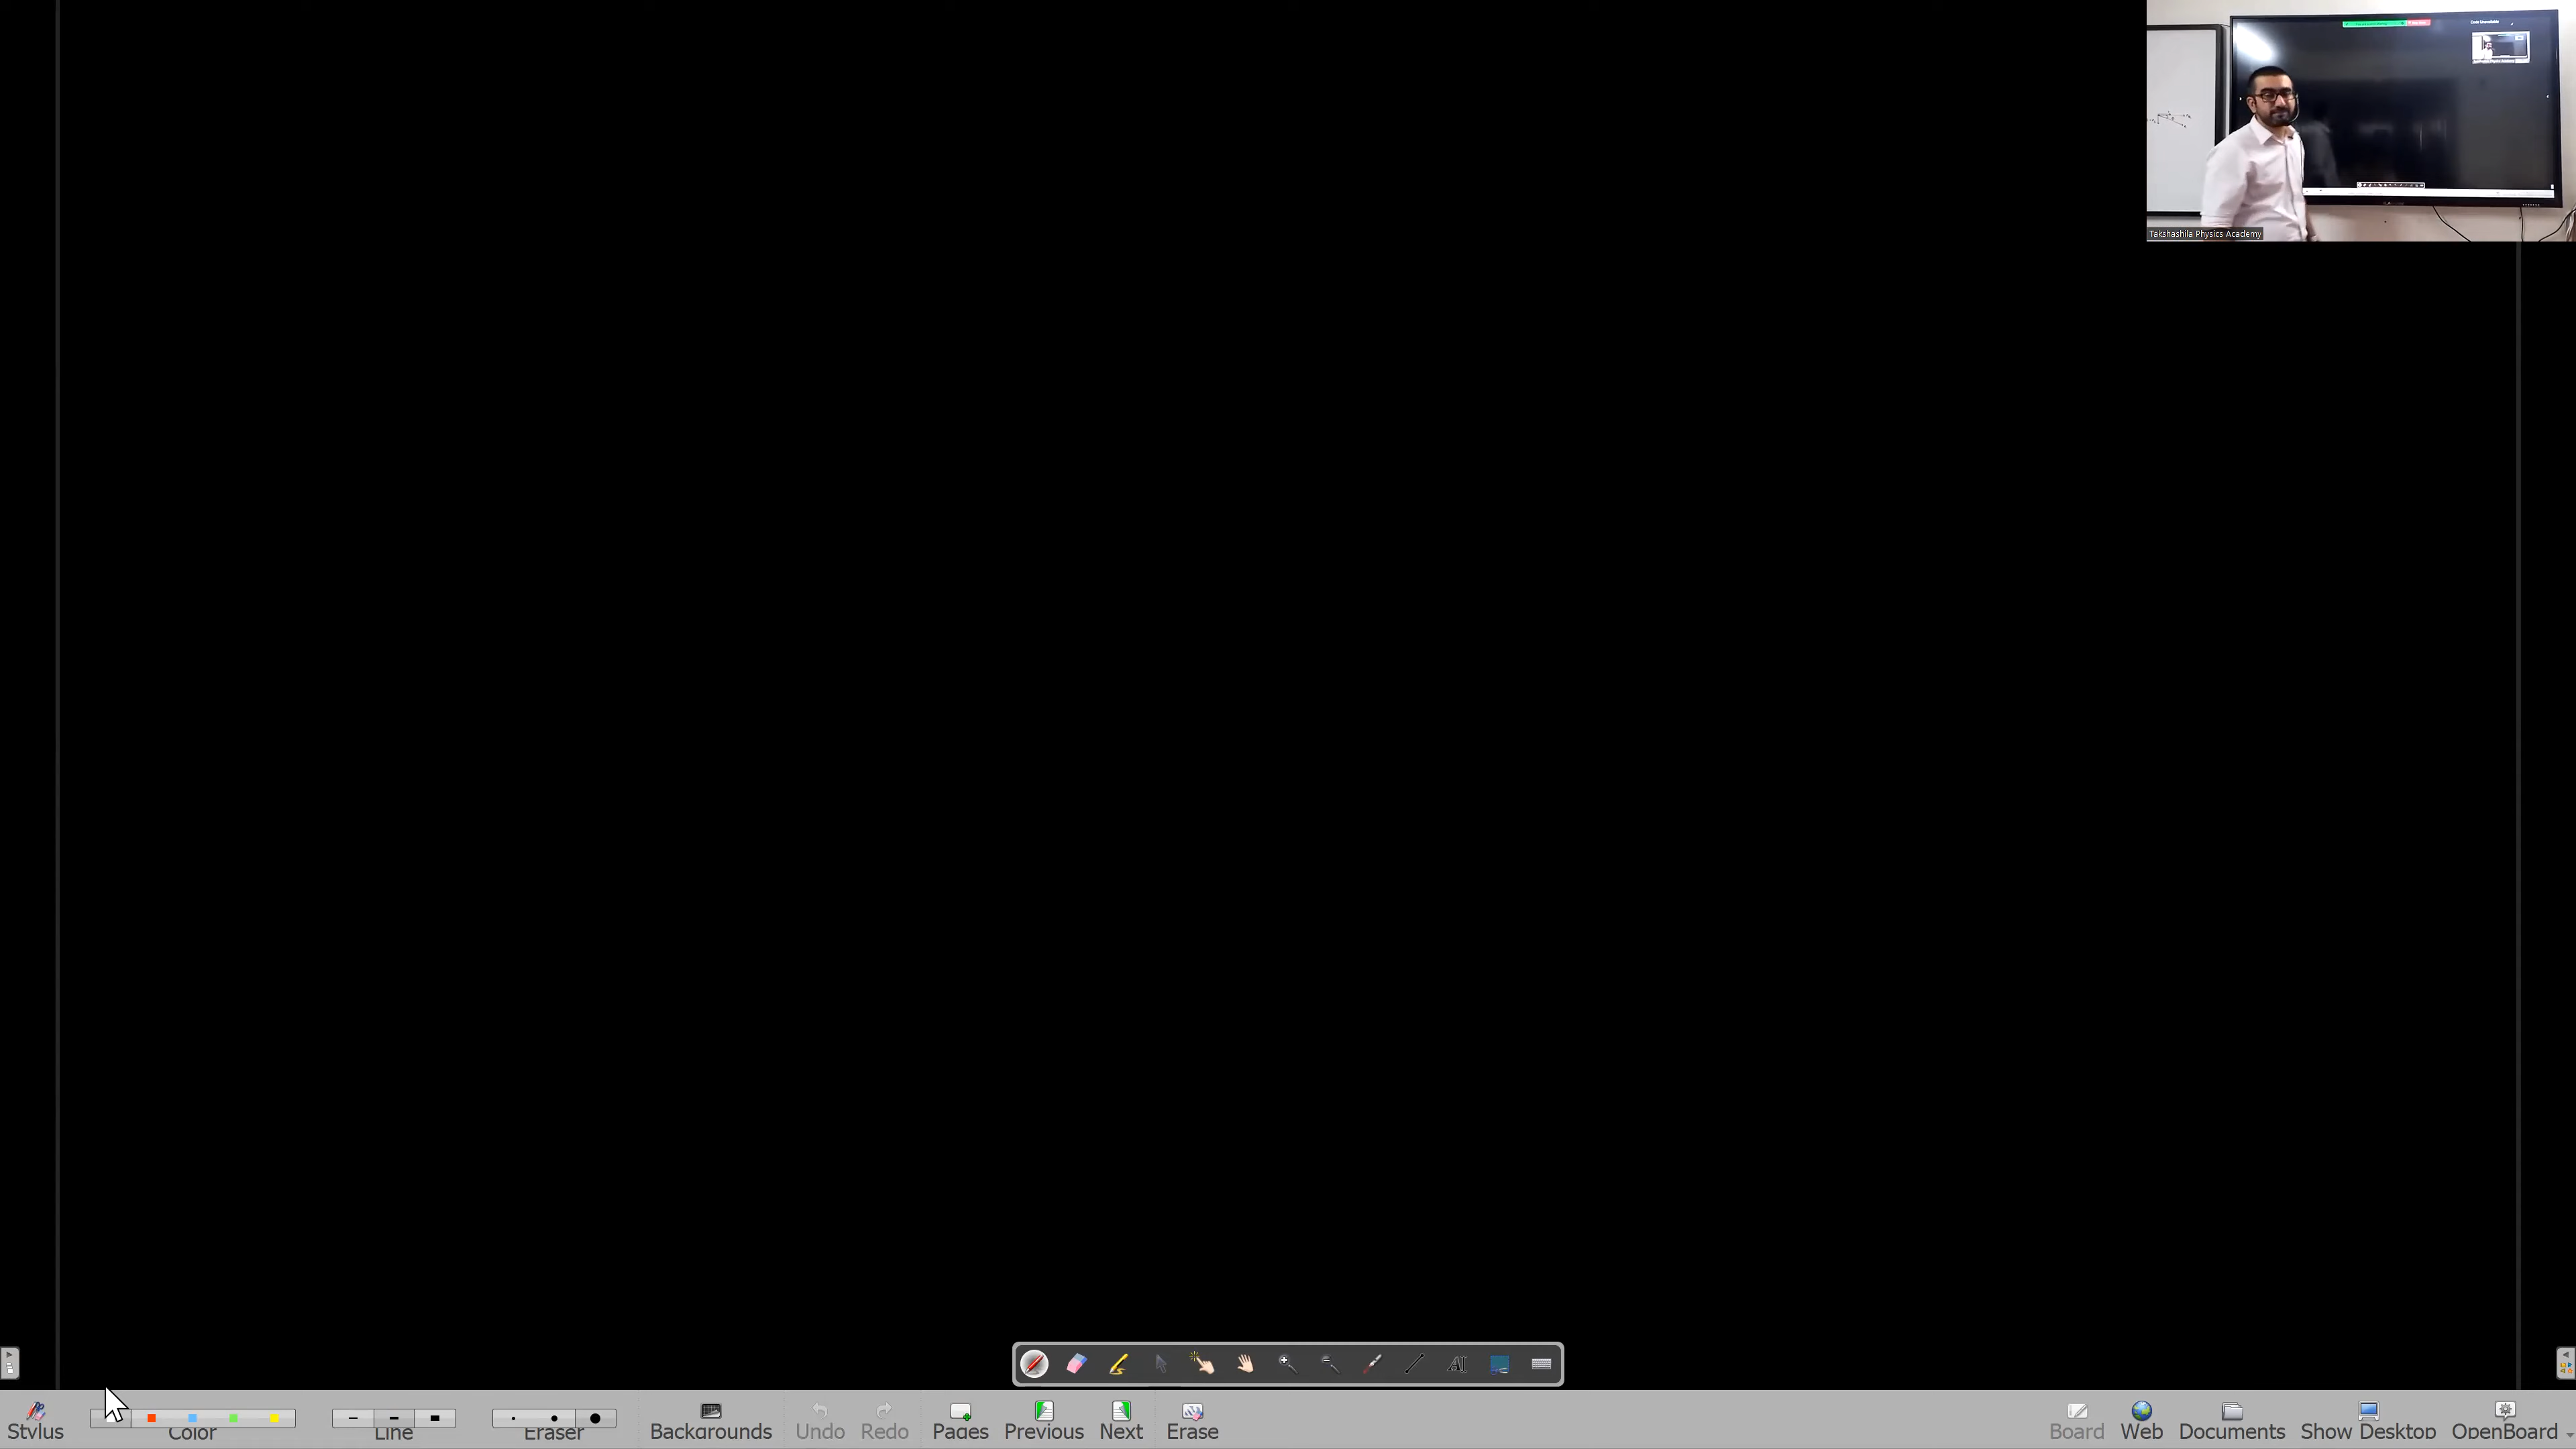 Takshashila Physics Academy
AI
Stylus
Color
Line
Eraser
Backgrounds
Undo
Redo
Pages
Previous
Next
Erase
Board
Web
Documents
Show Desktop
OpenBoard